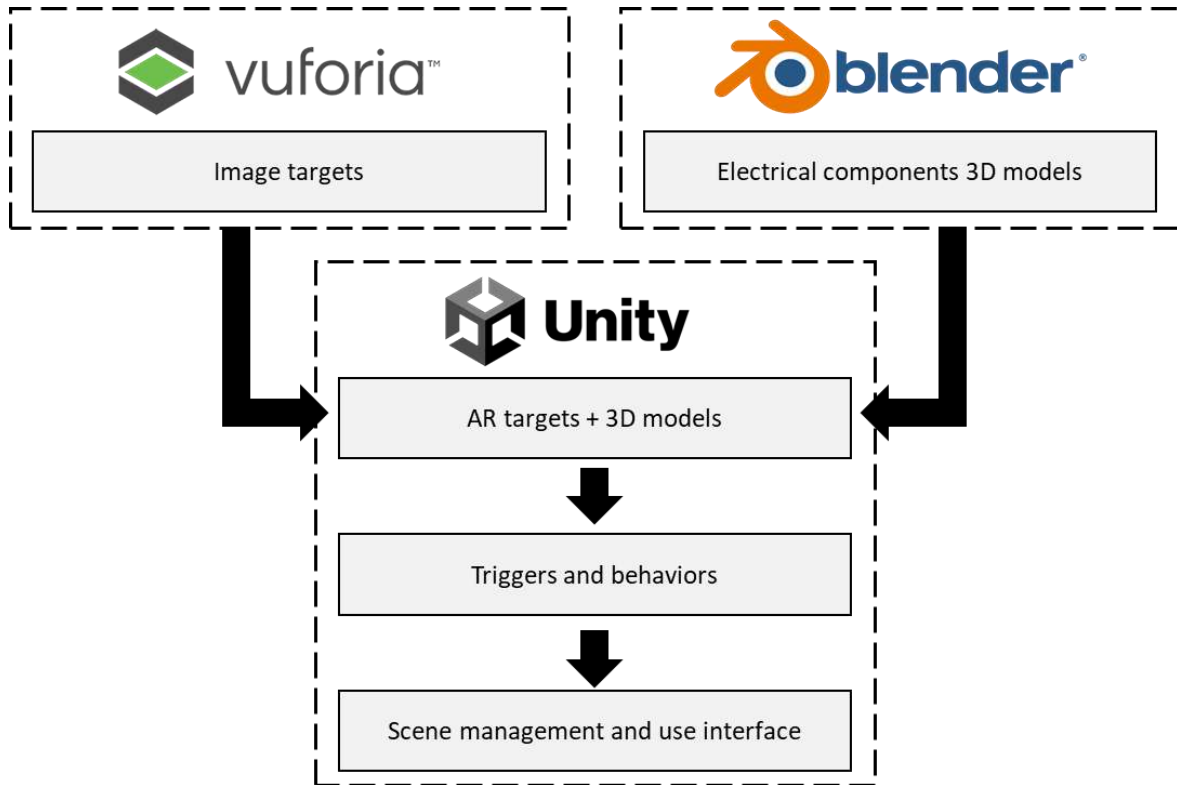 vuforia™
blender®
Image targets
Electrical components 3D models
Unity
AR targets + 3D models
Triggers and behaviors
Scene management and use interface